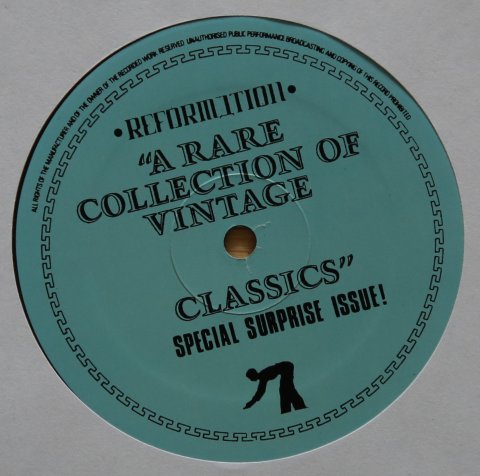 ALL RIGHTS OF THE MANUFACTURER AND OF THE OWNER OF THE RECORDED WORK RESERVED UNAUTHORISED PUBLIC PERFORMANCE BROADCASTING AND COPYING OF THIS RECORD PROHIBITED
•REFORMATION•
"A RARE
COLLECTION OF
VINTAGE
CLASSICS"
SPECIAL SURPRISE ISSUE!